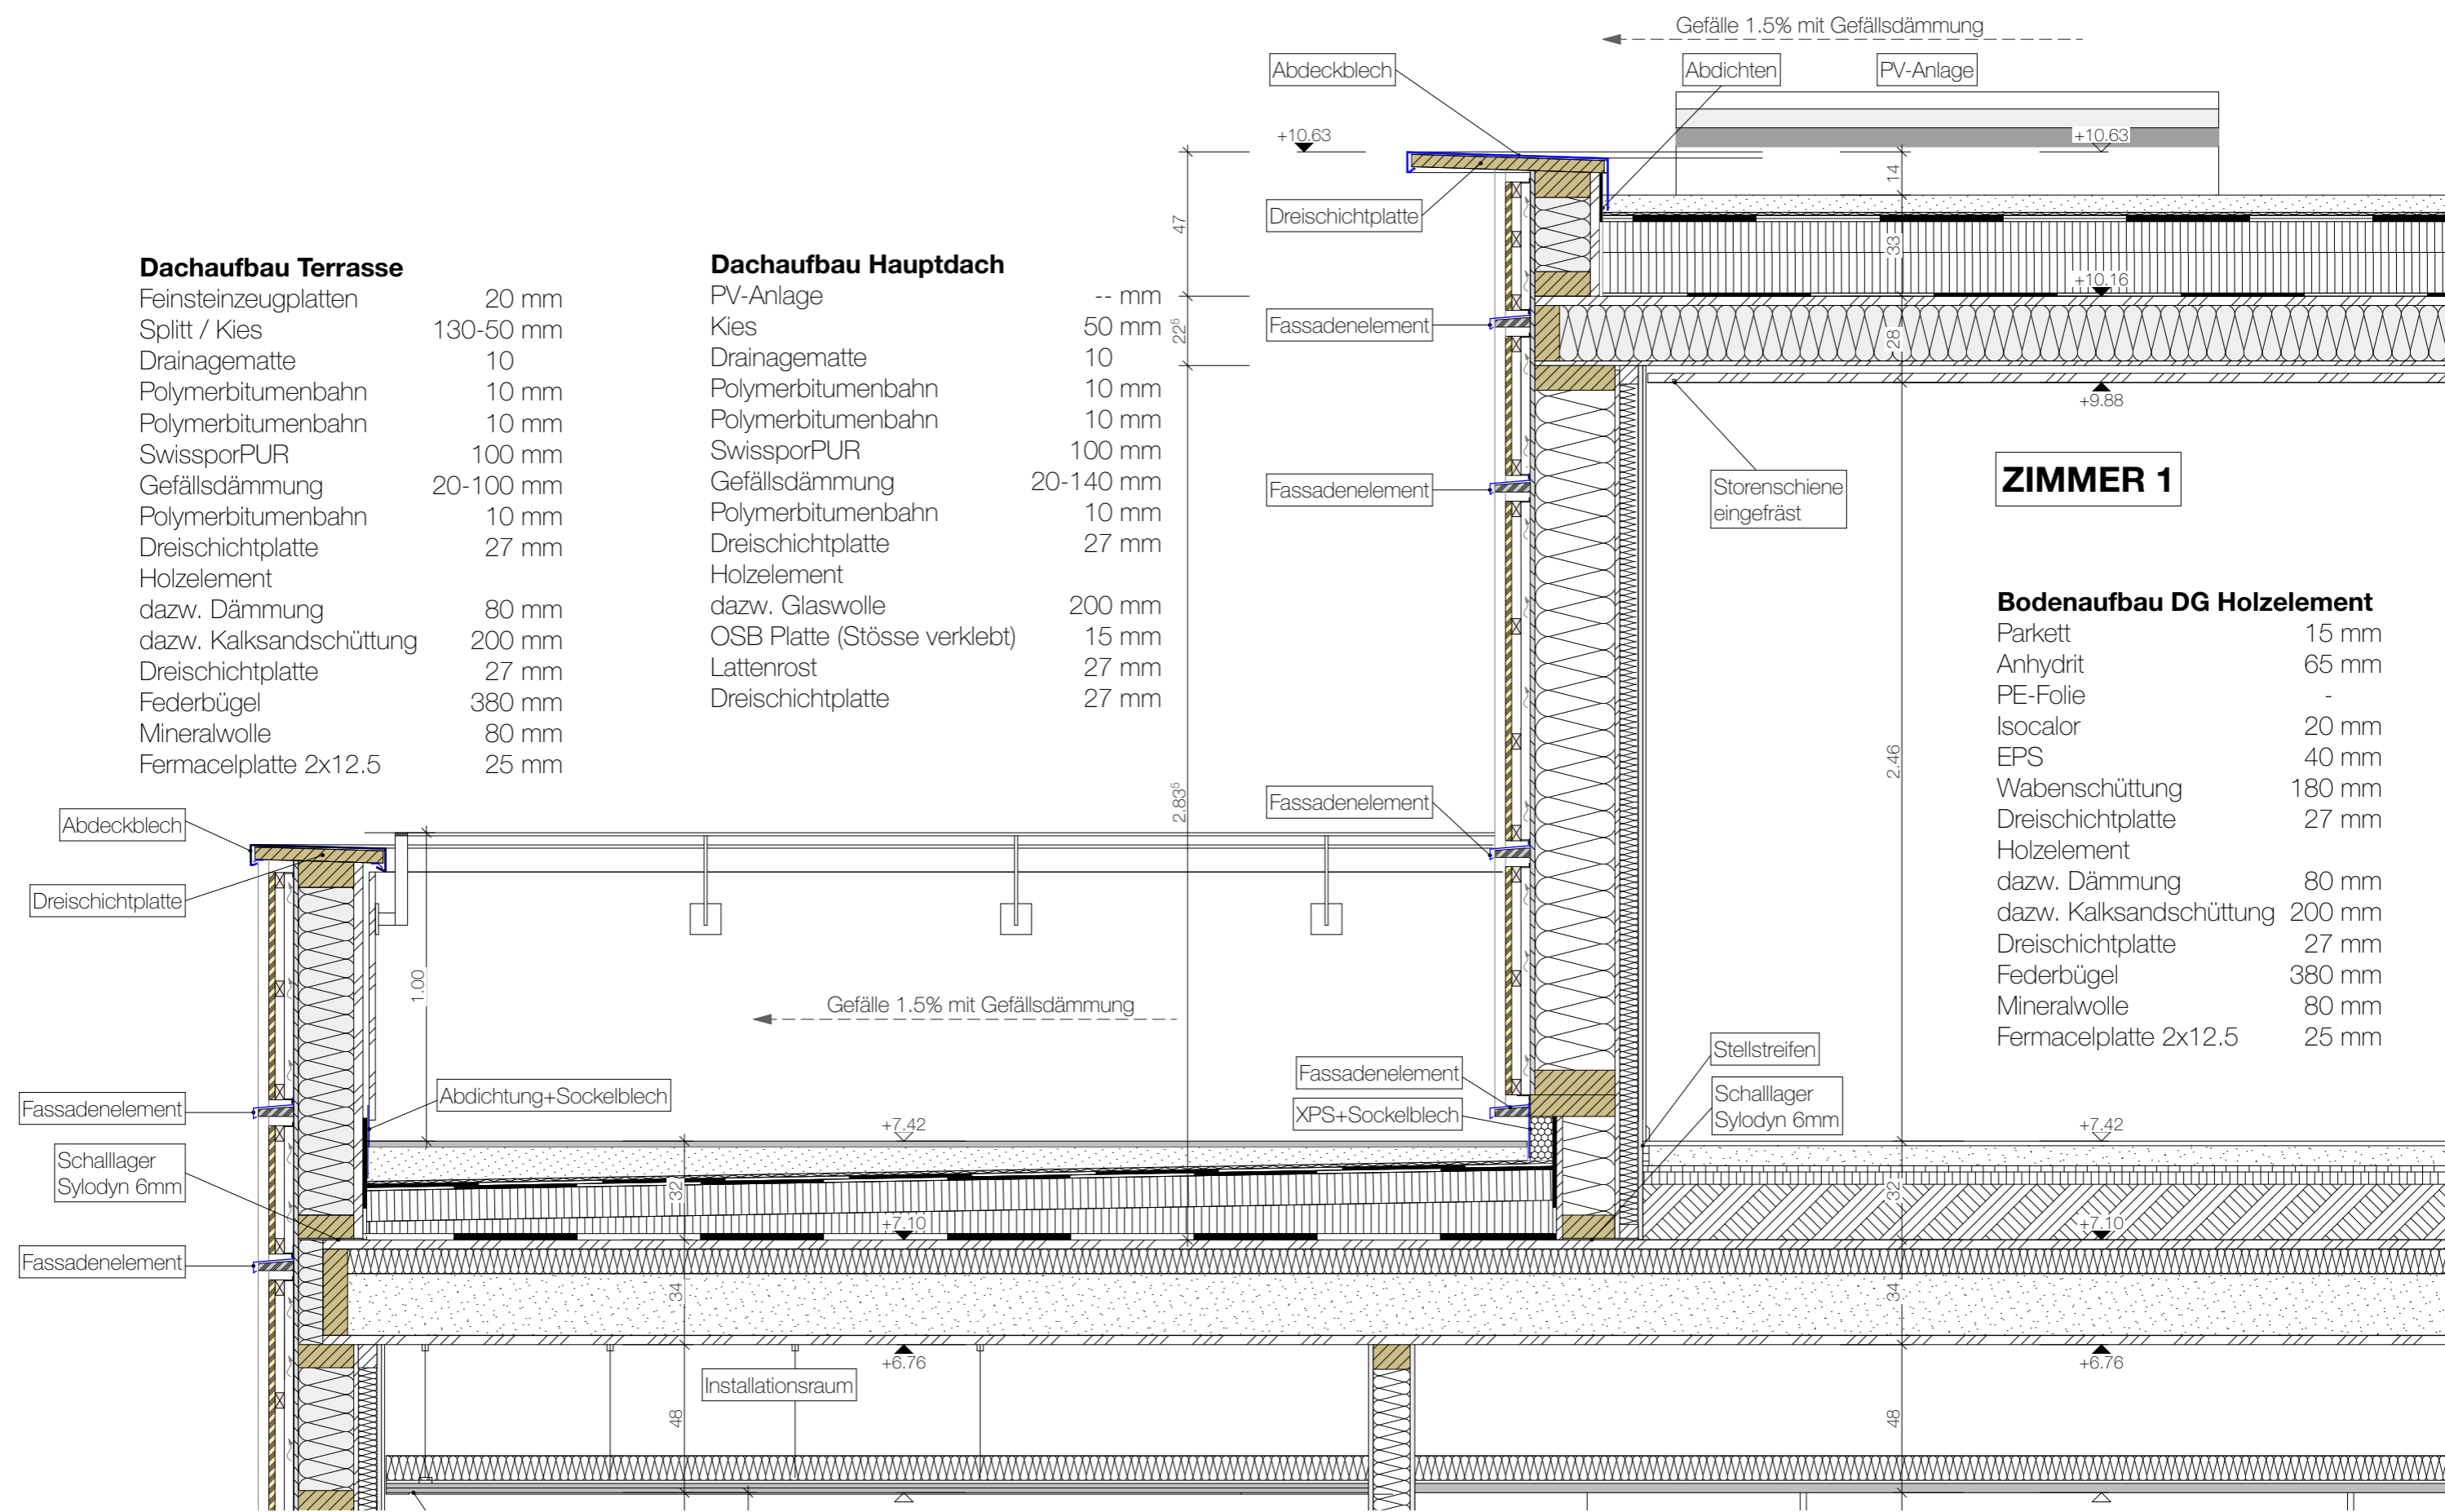 Gefälle 1.5% mit Gefällsdämmung
Abdeckblech
Abdichten
PV-Anlage
+10.63
+10.63
14
Dreischichtplatte
47
33
+10.16
Fassadenelement
22⁵
28
+9.88
Dachaufbau Terrasse
Feinsteinzeugplatten 20 mm
Splitt / Kies 130-50 mm
Drainagematte 10
Polymerbitumenbahn 10 mm
Polymerbitumenbahn 10 mm
SwissporPUR 100 mm
Gefällsdämmung 20-100 mm
Polymerbitumenbahn 10 mm
Dreischichtplatte 27 mm
Holzelement
dazw. Dämmung 80 mm
dazw. Kalksandschüttung 200 mm
Dreischichtplatte 27 mm
Federbügel 380 mm
Mineralwolle 80 mm
Fermacelplatte 2x12.5 25 mm
Dachaufbau Hauptdach
PV-Anlage -- mm
Kies 50 mm
Drainagematte 10
Polymerbitumenbahn 10 mm
Polymerbitumenbahn 10 mm
SwissporPUR 100 mm
Gefällsdämmung 20-140 mm
Polymerbitumenbahn 10 mm
Dreischichtplatte 27 mm
Holzelement
dazw. Glaswolle 200 mm
OSB Platte (Stösse verklebt) 15 mm
Lattenrost 27 mm
Dreischichtplatte 27 mm
Fassadenelement
Storenschiene
eingefräst
ZIMMER 1
Bodenaufbau DG Holzelement
Parkett 15 mm
Anhydrit 65 mm
PE-Folie -
Isocalor 20 mm
EPS 40 mm
Wabenschüttung 180 mm
Dreischichtplatte 27 mm
Holzelement
dazw. Dämmung 80 mm
dazw. Kalksandschüttung 200 mm
Dreischichtplatte 27 mm
Federbügel 380 mm
Mineralwolle 80 mm
Fermacelplatte 2x12.5 25 mm
2.46
2.83⁵
Fassadenelement
Abdeckblech
Dreischichtplatte
1.00
Gefälle 1.5% mit Gefällsdämmung
Stellstreifen
Fassadenelement
Schalllager
Sylodyn 6mm
XPS+Sockelblech
Abdichtung+Sockelblech
Fassadenelement
+7.42
+7.42
Schalllager
Sylodyn 6mm
32
32
+7.10
+7.10
Fassadenelement
34
34
+6.76
+6.76
Installationsraum
48
48